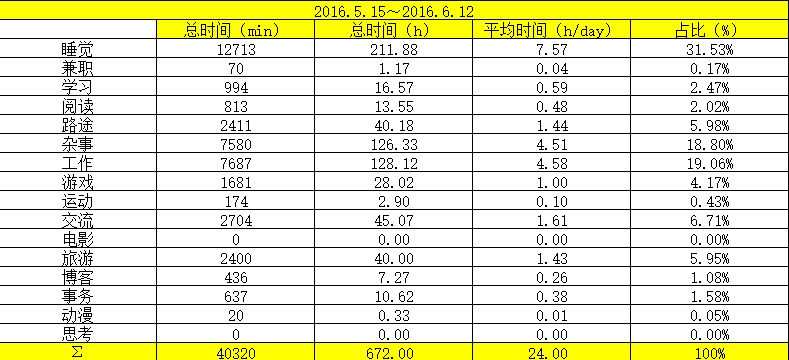 2016.5.15～2016.6.12
总时间（min） 总时间（h） 平均时间（h/day） 占比（%）
睡觉 12713 211.88 7.57 31.53%
兼职 70 1.17 0.04 0.17%
学习 994 16.57 0.59 2.47%
阅读 813 13.55 0.48 2.02%
路途 2411 40.18 1.44 5.98%
杂事 7580 126.33 4.51 18.80%
工作 7687 128.12 4.58 19.06%
游戏 1681 28.02 1.00 4.17%
运动 174 2.90 0.10 0.43%
交流 2704 45.07 1.61 6.71%
电影 0 0.00 0.00 0.00%
旅游 2400 40.00 1.43 5.95%
博客 436 7.27 0.26 1.08%
事务 637 10.62 0.38 1.58%
动漫 20 0.33 0.01 0.05%
思考 0 0.00 0.00 0.00%
Σ 40320 672.00 24.00 100%